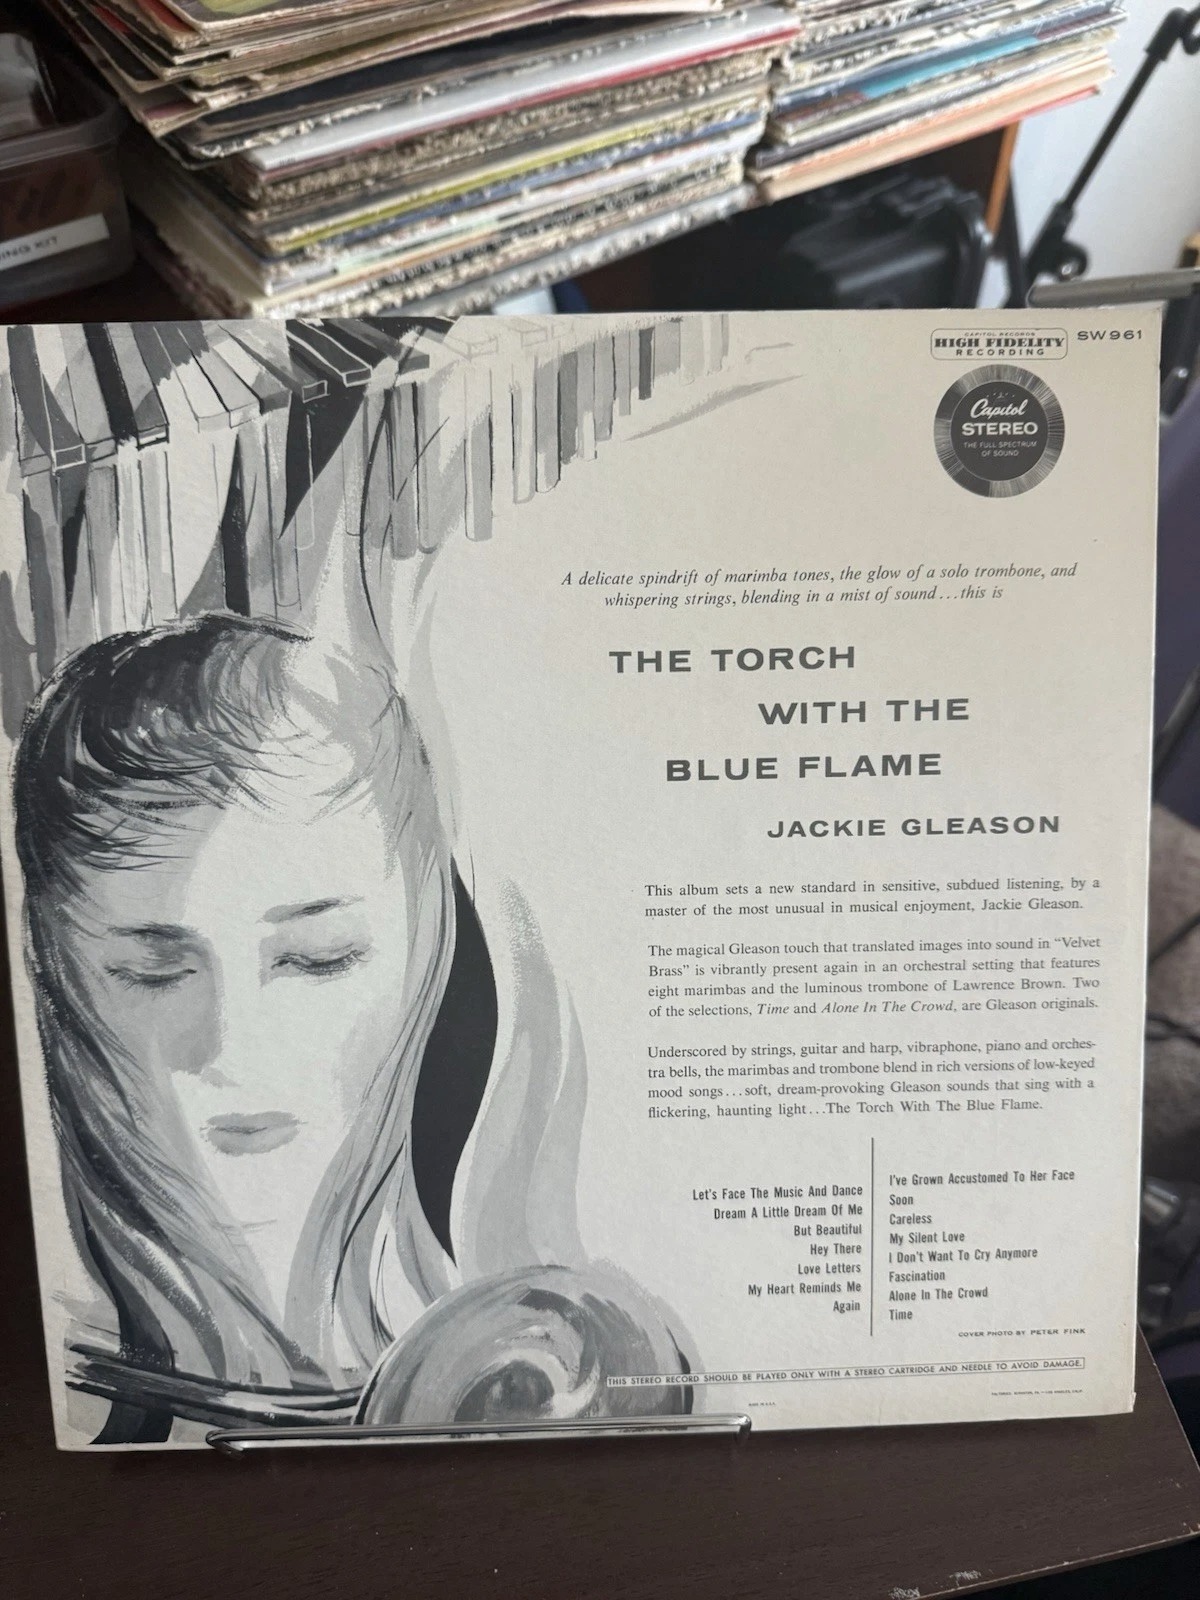 ING KIT
CAPITOL RECORDS
HIGH FIDELITY
RECORDING
SW961
Capitol
STEREO
THE FULL SPECTRUM
OF SOUND
A delicate spindrift of marimba tones, the glow of a solo trombone, and
whispering strings, blending in a mist of sound...this is
THE TORCH
WITH THE
BLUE FLAME
JACKIE GLEASON
This album sets a new standard in sensitive, subdued listening, by a
master of the most unusual in musical enjoyment, Jackie Gleason.
The magical Gleason touch that translated images into sound in “Velvet
Brass” is vibrantly present again in an orchestral setting that features
eight marimbas and the luminous trombone of Lawrence Brown. Two
of the selections, Time and Alone In The Crowd, are Gleason originals.
Underscored by strings, guitar and harp, vibraphone, piano and orches-
tra bells, the marimbas and trombone blend in rich versions of low-keyed
mood songs...soft, dream-provoking Gleason sounds that sing with a
flickering, haunting light...The Torch With The Blue Flame.
Let's Face The Music And Dance
Dream A Little Dream Of Me
But Beautiful
Hey There
Love Letters
My Heart Reminds Me
Again
I've Grown Accustomed To Her Face
Soon
Careless
My Silent Love
I Don't Want To Cry Anymore
Fascination
Alone In The Crowd
Time
COVER PHOTO BY PETER FINK
THIS STEREO RECORD SHOULD BE PLAYED ONLY WITH A STEREO CARTRIDGE AND NEEDLE TO AVOID DAMAGE.
MADE IN U.S.A.